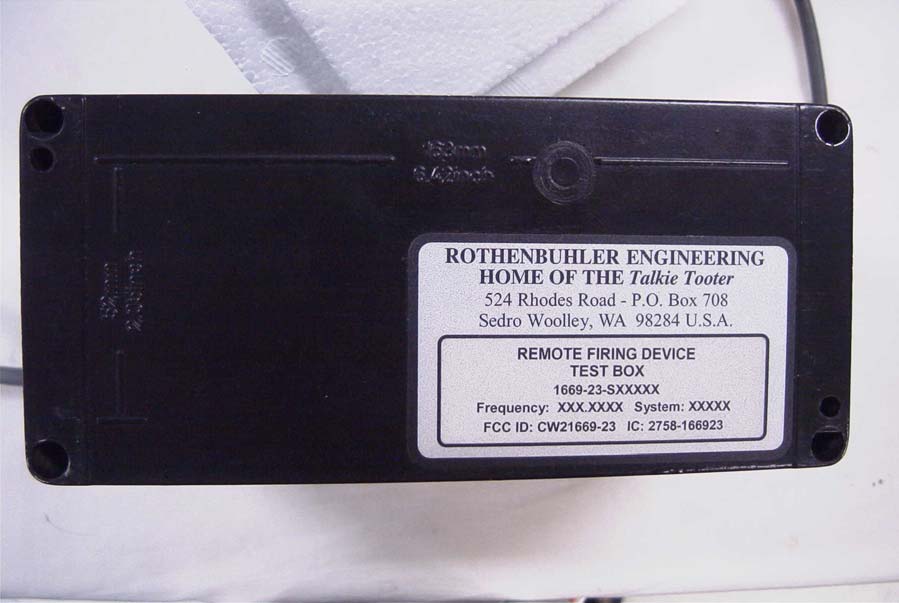 ROTHENBUHLER ENGINEERING
HOME OF THE Talkie Tooter
524 Rhodes Road - P.O. Box 708
Sedro Woolley, WA 98284 U.S.A.
REMOTE FIRING DEVICE
TEST BOX
1669-23-SXXXXX
Frequency: XXX.XXXX System: XXXXX
FCC ID: CW21669-23 IC: 2758-166923